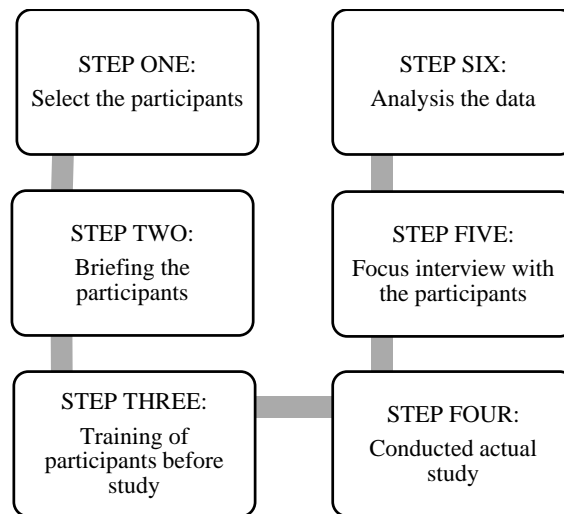 STEP ONE:
Select the participants
STEP TWO:
Briefing the
participants
STEP THREE:
Training of
participants before
study
STEP FOUR:
Conducted actual
study
STEP FIVE:
Focus interview with
the participants
STEP SIX:
Analysis the data